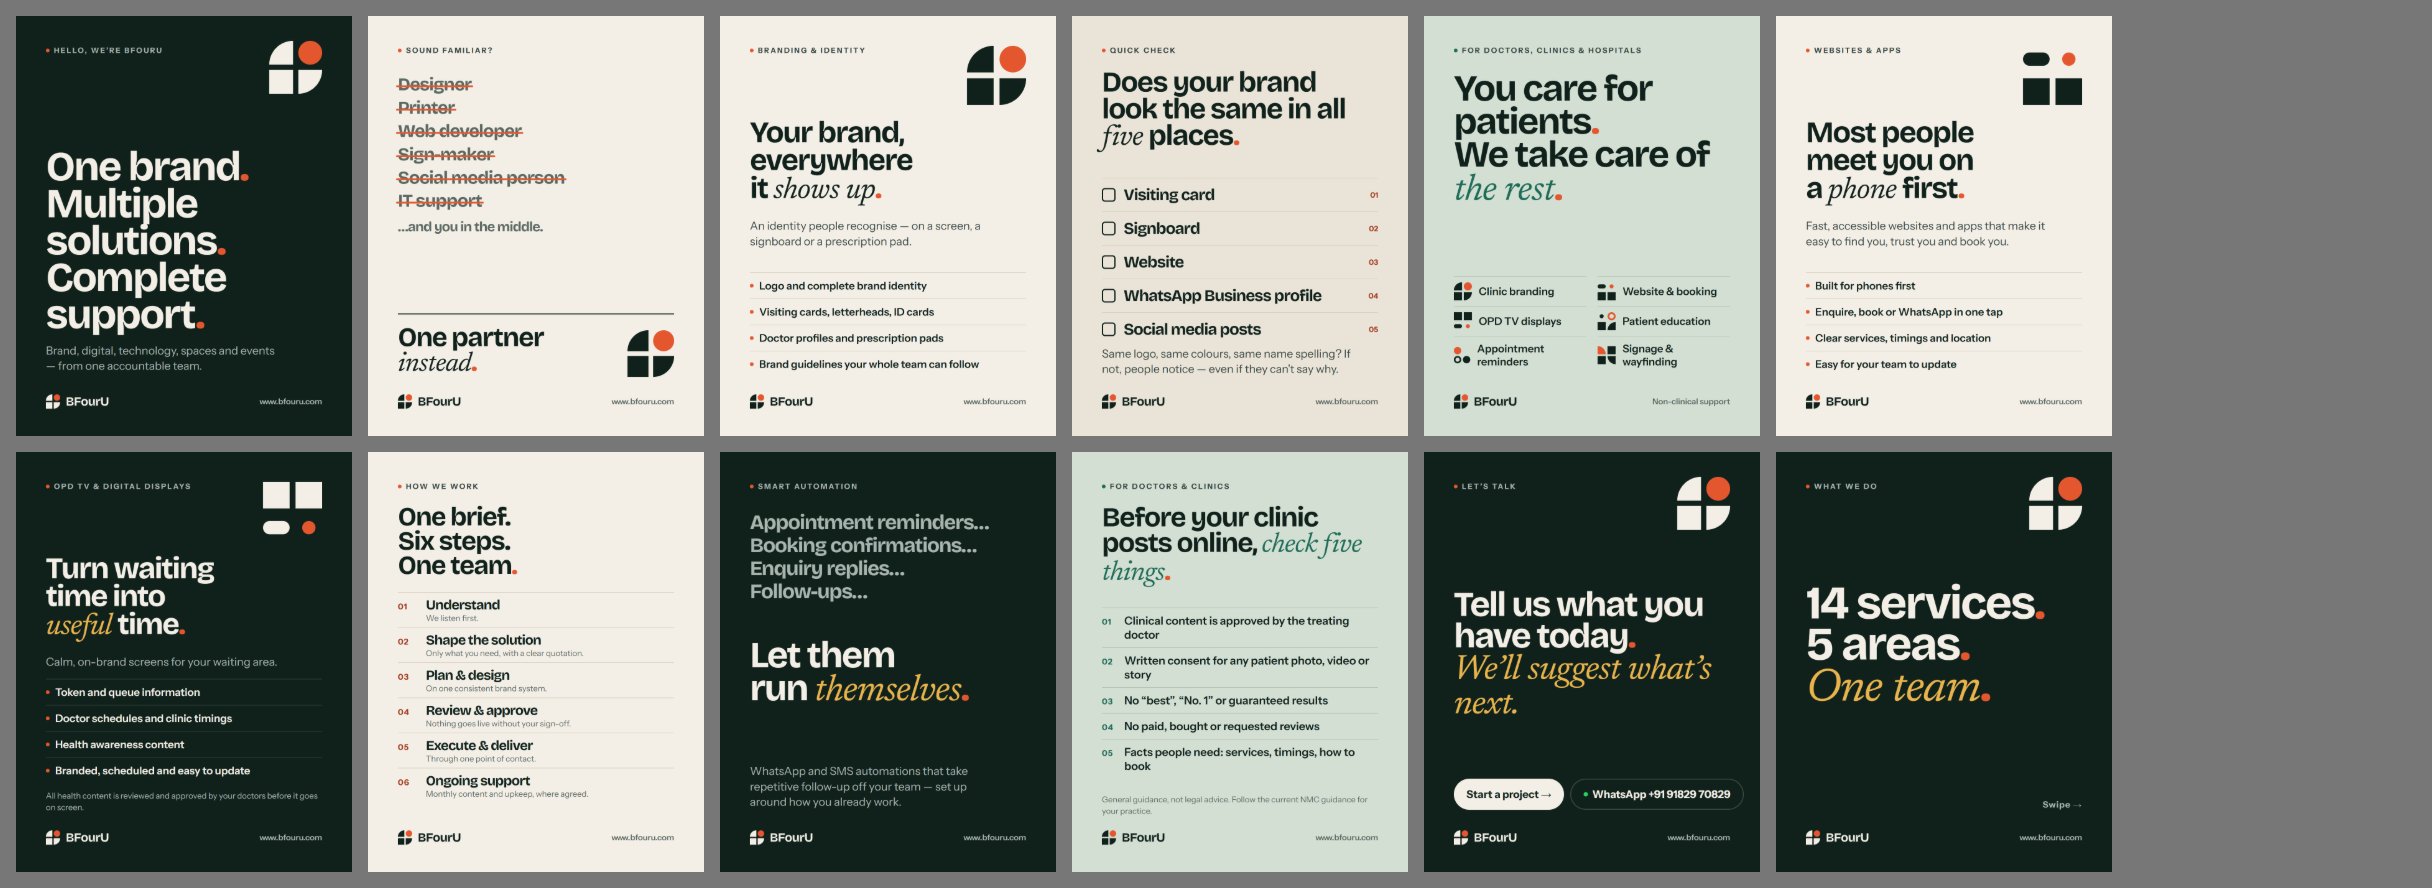 HELLO, WE'RE BFOURU
One brand.
Multiple
solutions.
Complete
support.
Brand, digital, technology, spaces and events
— from one accountable team.
BFourU
www.bfouru.com
SOUND FAMILIAR?
Designer
Printer
Web developer
Sign-maker
Social media person
IT support
...and you in the middle.
One partner
instead.
BFourU
www.bfouru.com
BRANDING & IDENTITY
Your brand,
everywhere
it shows up.
An identity people recognise — on a screen, a
signboard or a prescription pad.
Logo and complete brand identity
Visiting cards, letterheads, ID cards
Doctor profiles and prescription pads
Brand guidelines your whole team can follow
BFourU
www.bfouru.com
QUICK CHECK
Does your brand
look the same in all
five places.
Visiting card 01
Signboard 02
Website 03
WhatsApp Business profile 04
Social media posts 05
Same logo, same colours, same name spelling? If
not, people notice — even if they can't say why.
BFourU
www.bfouru.com
FOR DOCTORS, CLINICS & HOSPITALS
You care for
patients.
We take care of
the rest.
Clinic branding
Website & booking
OPD TV displays
Patient education
Appointment
reminders
Signage &
wayfinding
BFourU
Non-clinical support
WEBSITES & APPS
Most people
meet you on
a phone first.
Fast, accessible websites and apps that make it
easy to find you, trust you and book you.
Built for phones first
Enquire, book or WhatsApp in one tap
Clear services, timings and location
Easy for your team to update
BFourU
www.bfouru.com
OPD TV & DIGITAL DISPLAYS
Turn waiting
time into
useful time.
Calm, on-brand screens for your waiting area.
Token and queue information
Doctor schedules and clinic timings
Health awareness content
Branded, scheduled and easy to update
All health content is reviewed and approved by your doctors before it goes
on screen.
BFourU
www.bfouru.com
HOW WE WORK
One brief.
Six steps.
One team.
01 Understand
We listen first.
02 Shape the solution
Only what you need, with a clear quotation.
03 Plan & design
On one consistent brand system.
04 Review & approve
Nothing goes live without your sign-off.
05 Execute & deliver
Through one point of contact.
06 Ongoing support
Monthly content and upkeep, where agreed.
BFourU
www.bfouru.com
SMART AUTOMATION
Appointment reminders...
Booking confirmations...
Enquiry replies...
Follow-ups...
Let them
run themselves.
WhatsApp and SMS automations that take
repetitive follow-up off your team — set up
around how you already work.
BFourU
www.bfouru.com
FOR DOCTORS & CLINICS
Before your clinic
posts online, check five
things.
01 Clinical content is approved by the treating
doctor
02 Written consent for any patient photo, video or
story
03 No “best”, “No. 1” or guaranteed results
04 No paid, bought or requested reviews
05 Facts people need: services, timings, how to
book
General guidance, not legal advice. Follow the current NMC guidance for
your practice.
BFourU
www.bfouru.com
LET'S TALK
Tell us what you
have today.
We'll suggest what's
next.
Start a project →
WhatsApp +91 91829 70829
BFourU
www.bfouru.com
WHAT WE DO
14 services.
5 areas.
One team.
Swipe →
BFourU
www.bfouru.com